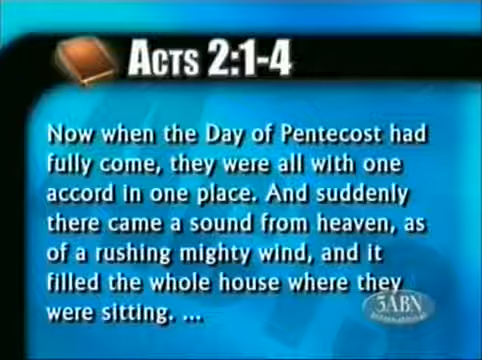 Acts 2:1-4
Now when the Day of Pentecost had
fully come, they were all with one
accord in one place. And suddenly
there came a sound from heaven, as
of a rushing mighty wind, and it
filled the whole house where they
were sitting. ...
3ABN
INTERNATIONAL